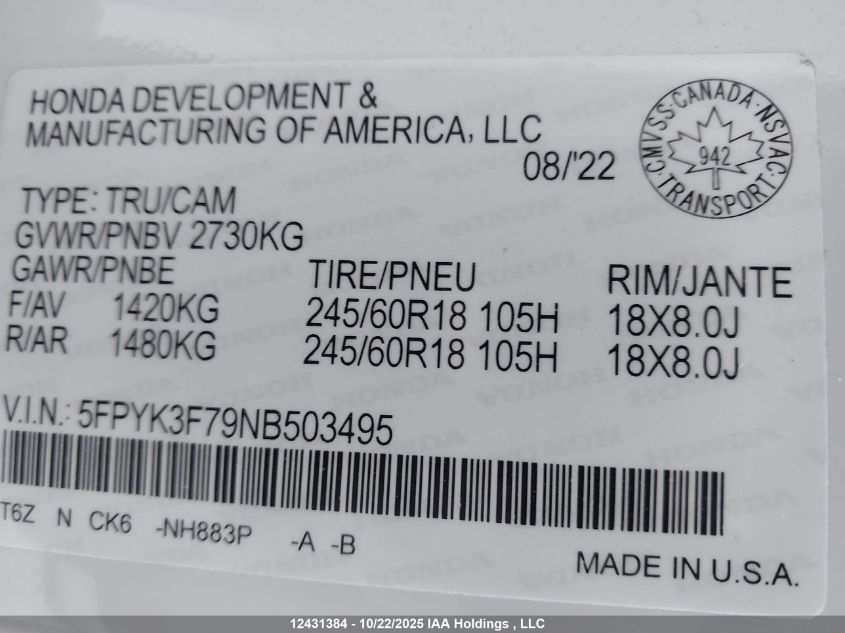 HONDA DEVELOPMENT &
MANUFACTURING OF AMERICA, LLC
08/'22
CMVSS·CANADA·NSVAC·TRANSPORT·
942
TYPE: TRU/CAM
GVWR/PNBV 2730KG
GAWR/PNBE TIRE/PNEU RIM/JANTE
F/AV 1420KG 245/60R18 105H 18X8.0J
R/AR 1480KG 245/60R18 105H 18X8.0J
V.I.N.: 5FPYK3F79NB503495
T6Z N CK6 -NH883P -A -B
MADE IN U.S.A.
12431384 - 10/22/2025 IAA Holdings , LLC